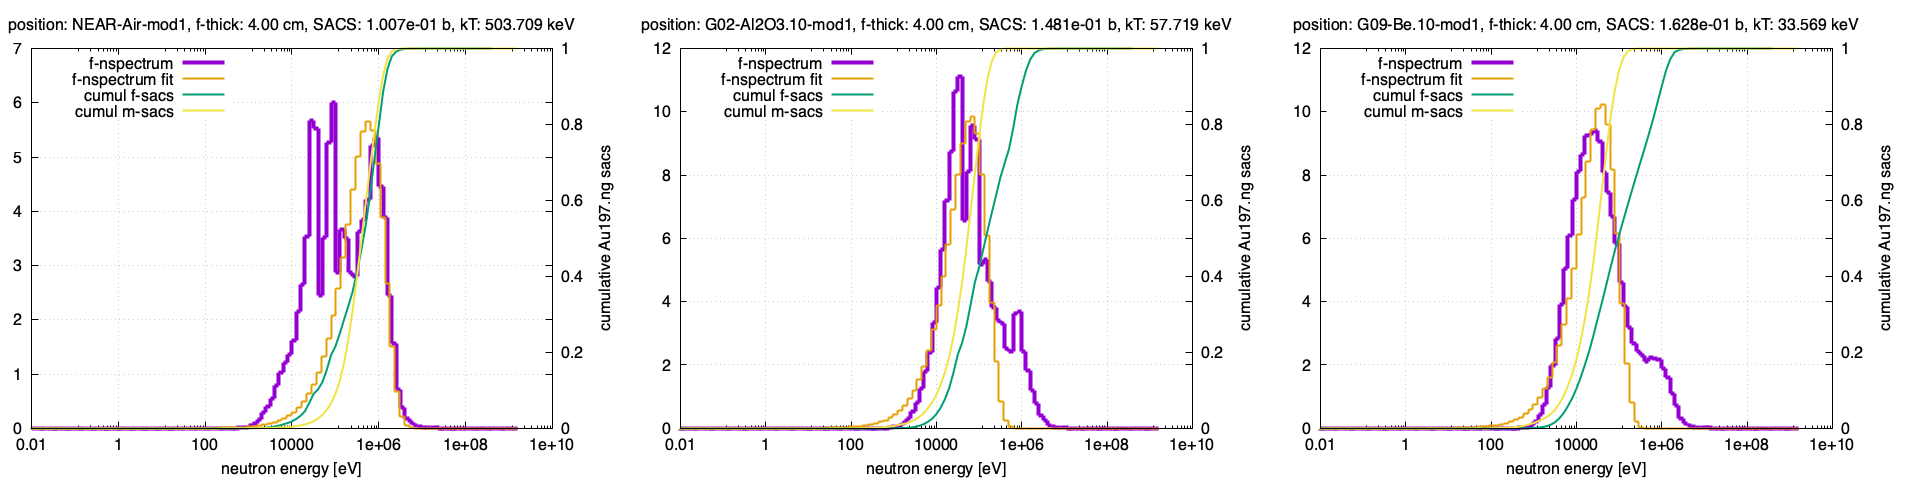 position: NEAR-Air-mod1, f-thick: 4.00 cm, SACS: 1.007e-01 b, kT: 503.709 keV
7
6
5
4
3
2
1
0
f-nspectrum
f-nspectrum fit
cumul f-sacs
cumul m-sacs
1
0.8
0.6
0.4
0.2
0
cumulative Au197.ng sacs
0.01
1
100
10000
1e+06
1e+08
1e+10
neutron energy [eV]
position: G02-Al2O3.10-mod1, f-thick: 4.00 cm, SACS: 1.481e-01 b, kT: 57.719 keV
12
10
8
6
4
2
0
f-nspectrum
f-nspectrum fit
cumul f-sacs
cumul m-sacs
1
0.8
0.6
0.4
0.2
0
cumulative Au197.ng sacs
0.01
1
100
10000
1e+06
1e+08
1e+10
neutron energy [eV]
position: G09-Be.10-mod1, f-thick: 4.00 cm, SACS: 1.628e-01 b, kT: 33.569 keV
12
10
8
6
4
2
0
f-nspectrum
f-nspectrum fit
cumul f-sacs
cumul m-sacs
1
0.8
0.6
0.4
0.2
0
cumulative Au197.ng sacs
0.01
1
100
10000
1e+06
1e+08
1e+10
neutron energy [eV]